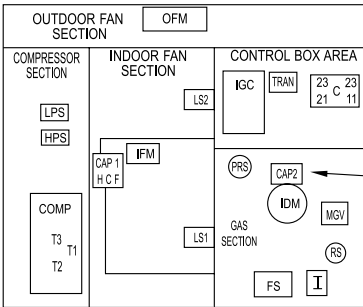 OUTDOOR FAN
SECTION
OFM
COMPRESSOR
SECTION
LPS
HPS
COMP
T3
T1
T2
INDOOR FAN
SECTION
LS2
CAP 1
H C F
IFM
LS1
CONTROL BOX AREA
IGC
TRAN
23 C 23
21 11
PRS
CAP2
IDM
MGV
GAS
SECTION
RS
FS
I